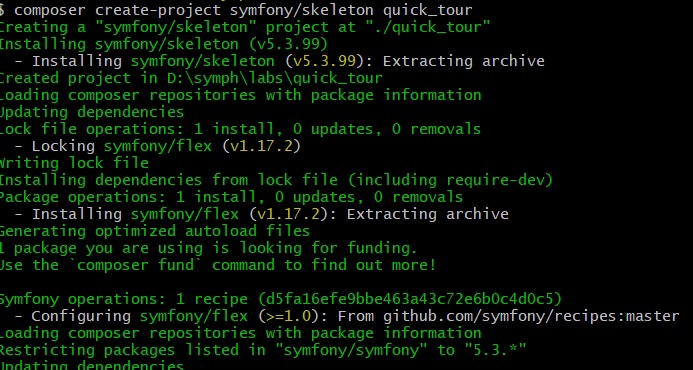 $ composer create-project symfony/skeleton quick_tour
Creating a "symfony/skeleton" project at "./quick_tour"
Installing symfony/skeleton (v5.3.99)
  - Installing symfony/skeleton (v5.3.99): Extracting archive
Created project in D:\symph\labs\quick_tour
Loading composer repositories with package information
Updating dependencies
Lock file operations: 1 install, 0 updates, 0 removals
  - Locking symfony/flex (v1.17.2)
Writing lock file
Installing dependencies from lock file (including require-dev)
Package operations: 1 install, 0 updates, 0 removals
  - Installing symfony/flex (v1.17.2): Extracting archive
Generating optimized autoload files
1 package you are using is looking for funding.
Use the `composer fund` command to find out more!

Symfony operations: 1 recipe (d5fa16efe9bbe463a43c72e6b0c4d0c5)
  - Configuring symfony/flex (>=1.0): From github.com/symfony/recipes:master
Loading composer repositories with package information
Restricting packages listed in "symfony/symfony" to "5.3.*"
Updating dependencies